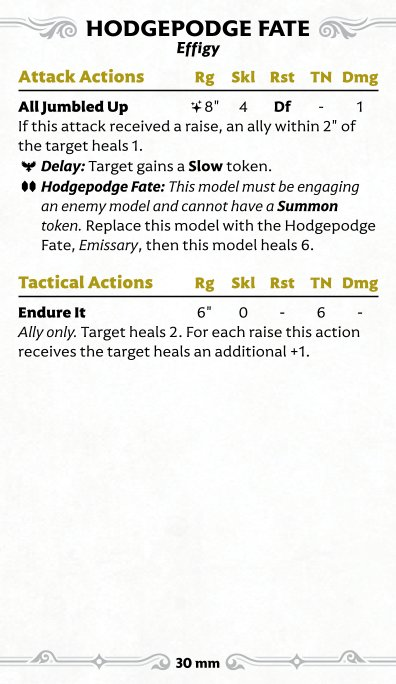 HODGEPODGE FATE
Effigy
Attack Actions Rg Skl Rst TN Dmg
All Jumbled Up 8" 4 Df - 1
If this attack received a raise, an ally within 2" of
the target heals 1.
Delay: Target gains a Slow token.
Hodgepodge Fate: This model must be engaging
an enemy model and cannot have a Summon
token. Replace this model with the Hodgepodge
Fate, Emissary, then this model heals 6.
Tactical Actions Rg Skl Rst TN Dmg
Endure It 6" 0 - 6 -
Ally only. Target heals 2. For each raise this action
receives the target heals an additional +1.
30 mm